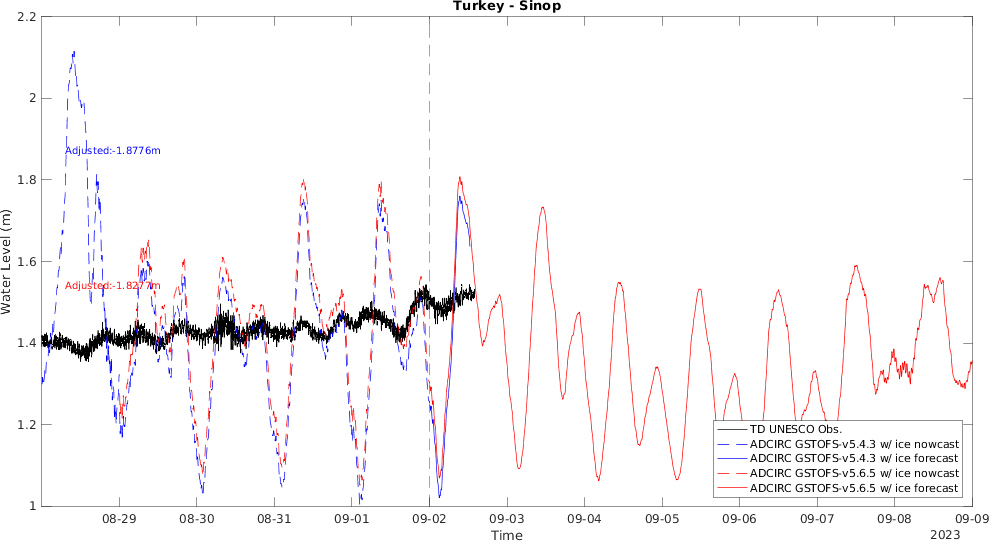 Turkey - Sinop
2.2
2
1.8
1.6
1.4
1.2
1
Water Level (m)
Adjusted:-1.8776m
Adjusted:-1.8277m
TD UNESCO Obs.
ADCIRC GSTOFS-v5.4.3 w/ ice nowcast
ADCIRC GSTOFS-v5.4.3 w/ ice forecast
ADCIRC GSTOFS-v5.6.5 w/ ice nowcast
ADCIRC GSTOFS-v5.6.5 w/ ice forecast
08-29 08-30 08-31 09-01 09-02 09-03 09-04 09-05 09-06 09-07 09-08 09-09
Time
2023